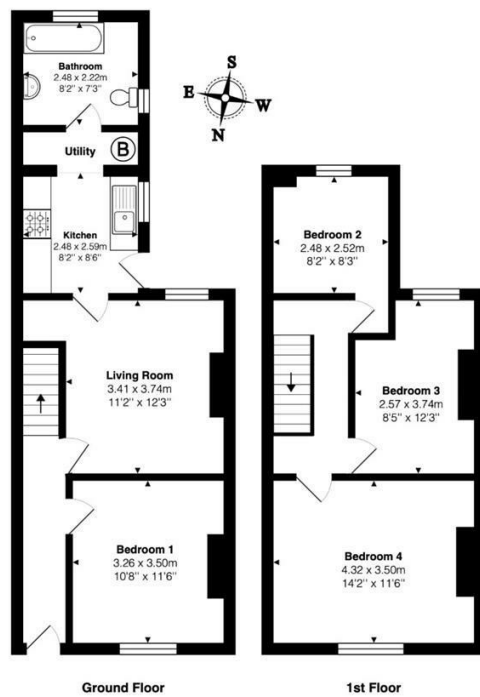 Bathroom
2.48 x 2.22m
8'2" x 7'3"
Utility
B
Kitchen
2.48 x 2.59m
8'2" x 8'6"
Living Room
3.41 x 3.74m
11'2" x 12'3"
Bedroom 1
3.26 x 3.50m
10'8" x 11'6"
Ground Floor
S
E
W
N
Bedroom 2
2.48 x 2.52m
8'2" x 8'3"
Bedroom 3
2.57 x 3.74m
8'5" x 12'3"
Bedroom 4
4.32 x 3.50m
14'2" x 11'6"
1st Floor